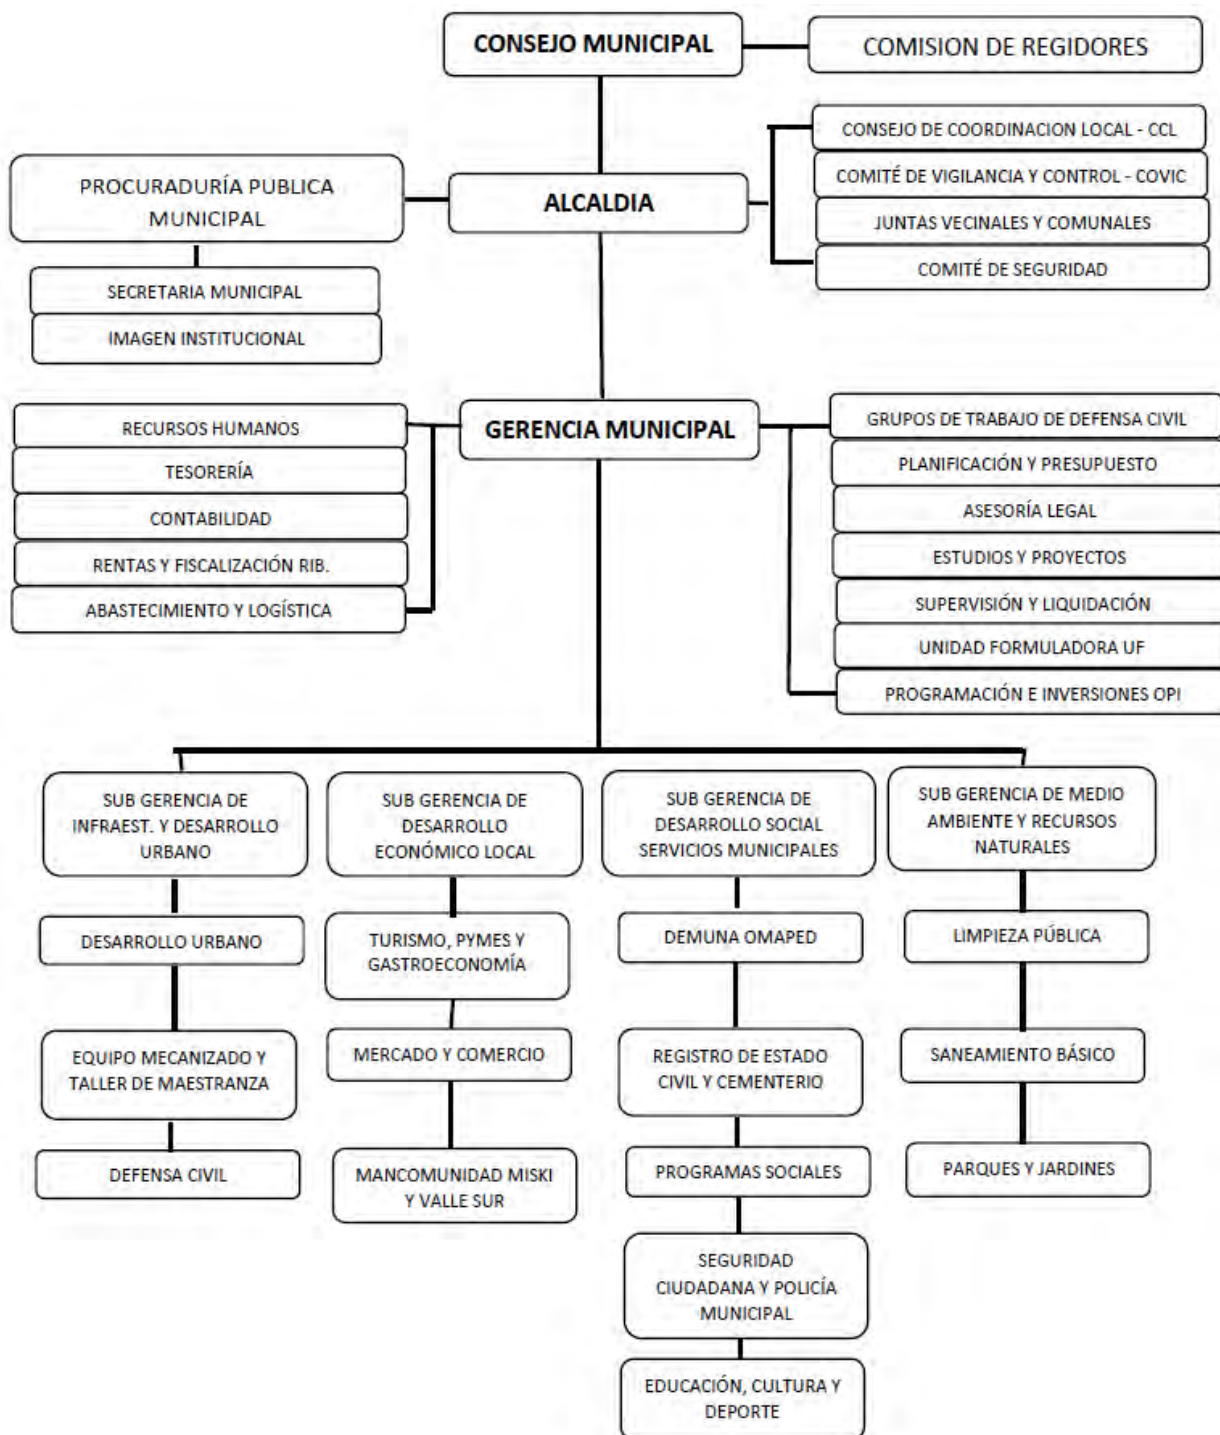 CONSEJO MUNICIPAL
COMISION DE REGIDORES
CONSEJO DE COORDINACION LOCAL - CCL
COMITÉ DE VIGILANCIA Y CONTROL - COVIC
JUNTAS VECINALES Y COMUNALES
COMITÉ DE SEGURIDAD
PROCURADURÍA PUBLICA
MUNICIPAL
ALCALDIA
SECRETARIA MUNICIPAL
IMAGEN INSTITUCIONAL
RECURSOS HUMANOS
TESORERÍA
CONTABILIDAD
RENTAS Y FISCALIZACIÓN RIB.
ABASTECIMIENTO Y LOGÍSTICA
GERENCIA MUNICIPAL
GRUPOS DE TRABAJO DE DEFENSA CIVIL
PLANIFICACIÓN Y PRESUPUESTO
ASESORÍA LEGAL
ESTUDIOS Y PROYECTOS
SUPERVISIÓN Y LIQUIDACIÓN
UNIDAD FORMULADORA UF
PROGRAMACIÓN E INVERSIONES OPI
SUB GERENCIA DE
INFRAEST. Y DESARROLLO
URBANO
DESARROLLO URBANO
EQUIPO MECANIZADO Y
TALLER DE MAESTRANZA
DEFENSA CIVIL
SUB GERENCIA DE
DESARROLLO
ECONÓMICO LOCAL
TURISMO, PYMES Y
GASTROECONOMÍA
MERCADO Y COMERCIO
MANCOMUNIDAD MISKI
Y VALLE SUR
SUB GERENCIA DE
DESARROLLO SOCIAL
SERVICIOS MUNICIPALES
DEMUNA OMAPED
REGISTRO DE ESTADO
CIVIL Y CEMENTERIO
PROGRAMAS SOCIALES
SEGURIDAD
CIUDADANA Y POLICÍA
MUNICIPAL
EDUCACIÓN, CULTURA Y
DEPORTE
SUB GERENCIA DE MEDIO
AMBIENTE Y RECURSOS
NATURALES
LIMPIEZA PÚBLICA
SANEAMIENTO BÁSICO
PARQUES Y JARDINES